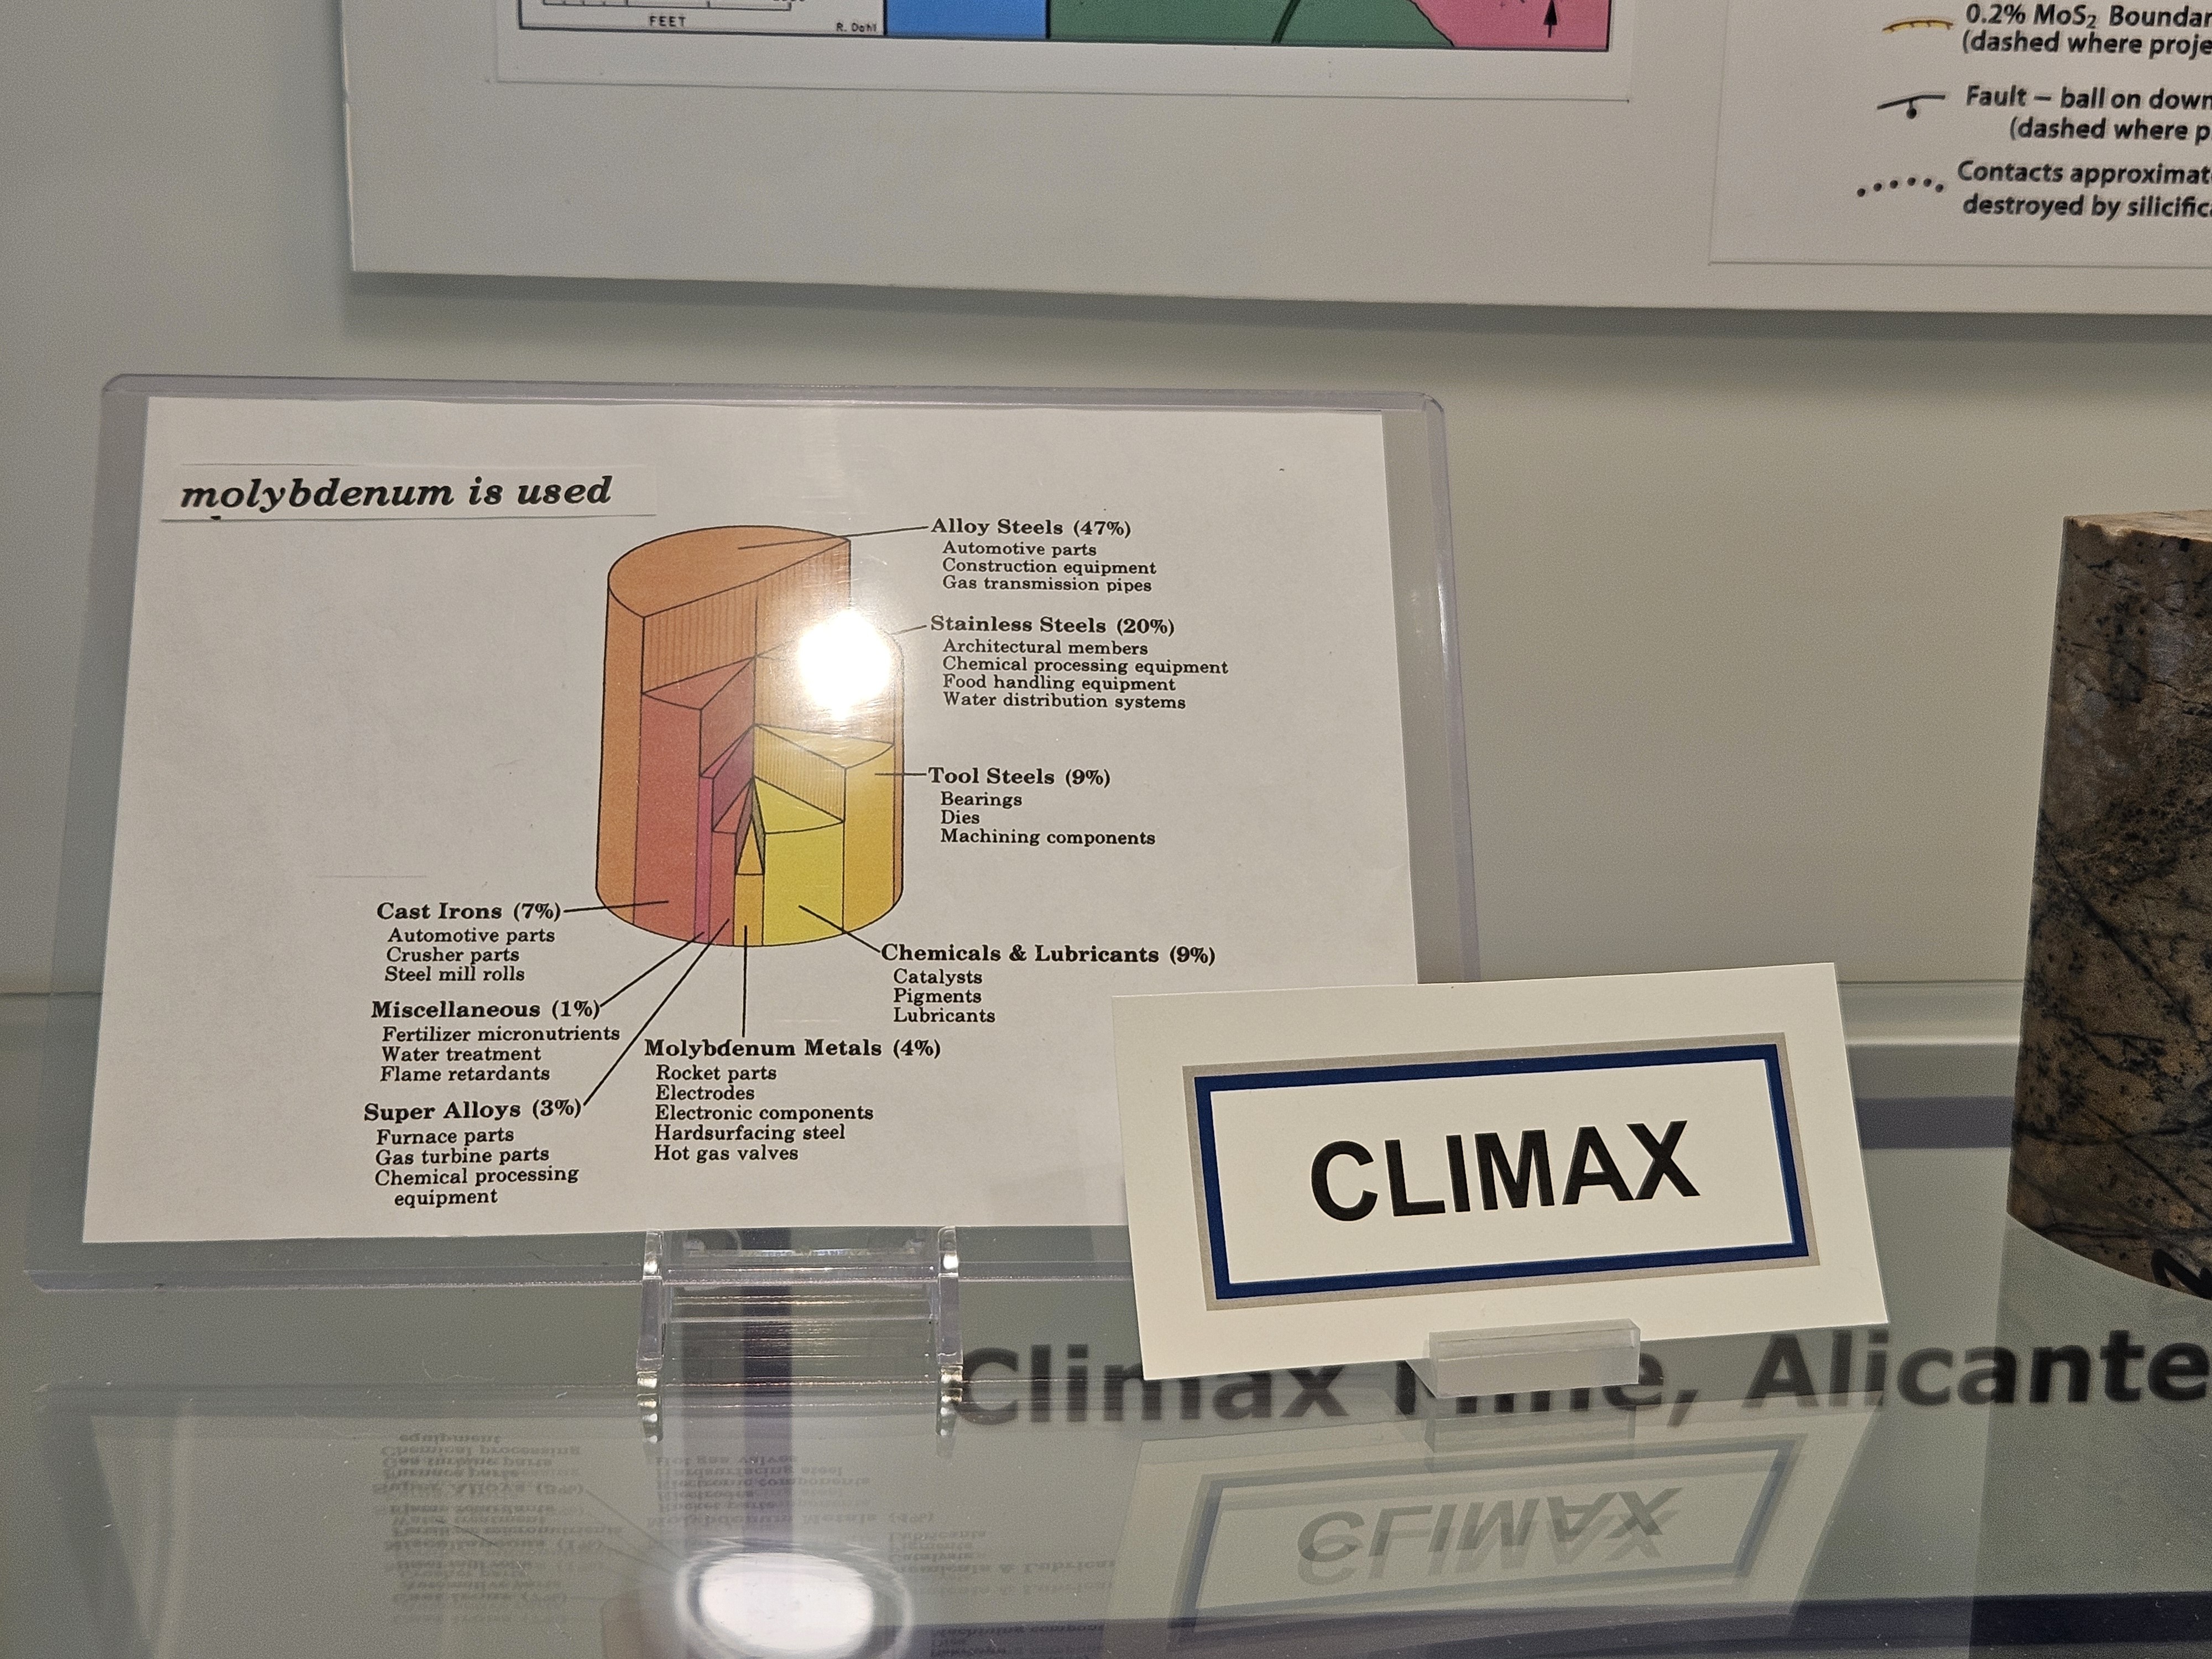 FEET
R. Dahl
0.2% MoS₂
(dashed where
Fault – ball on
(dashed where
Contacts
destroyed by
molybdenum is used
Alloy Steels (47%)
Automotive parts
Construction equipment
Gas transmission pipes
Stainless Steels (20%)
Architectural members
Chemical processing equipment
Food handling equipment
Water distribution systems
Tool Steels (9%)
Bearings
Dies
Machining components
Cast Irons (7%)
Automotive parts
Crusher parts
Steel mill rolls
Chemicals & Lubricants (9%)
Catalysts
Pigments
Lubricants
Miscellaneous (1%)
Fertilizer micronutrients
Water treatment
Flame retardants
Molybdenum Metals (4%)
Rocket parts
Electrodes
Electronic components
Hardsurfacing steel
Hot gas valves
Super Alloys (3%)
Furnace parts
Gas turbine parts
Chemical processing
equipment
CLIMAX
Climax Mine, Alicante